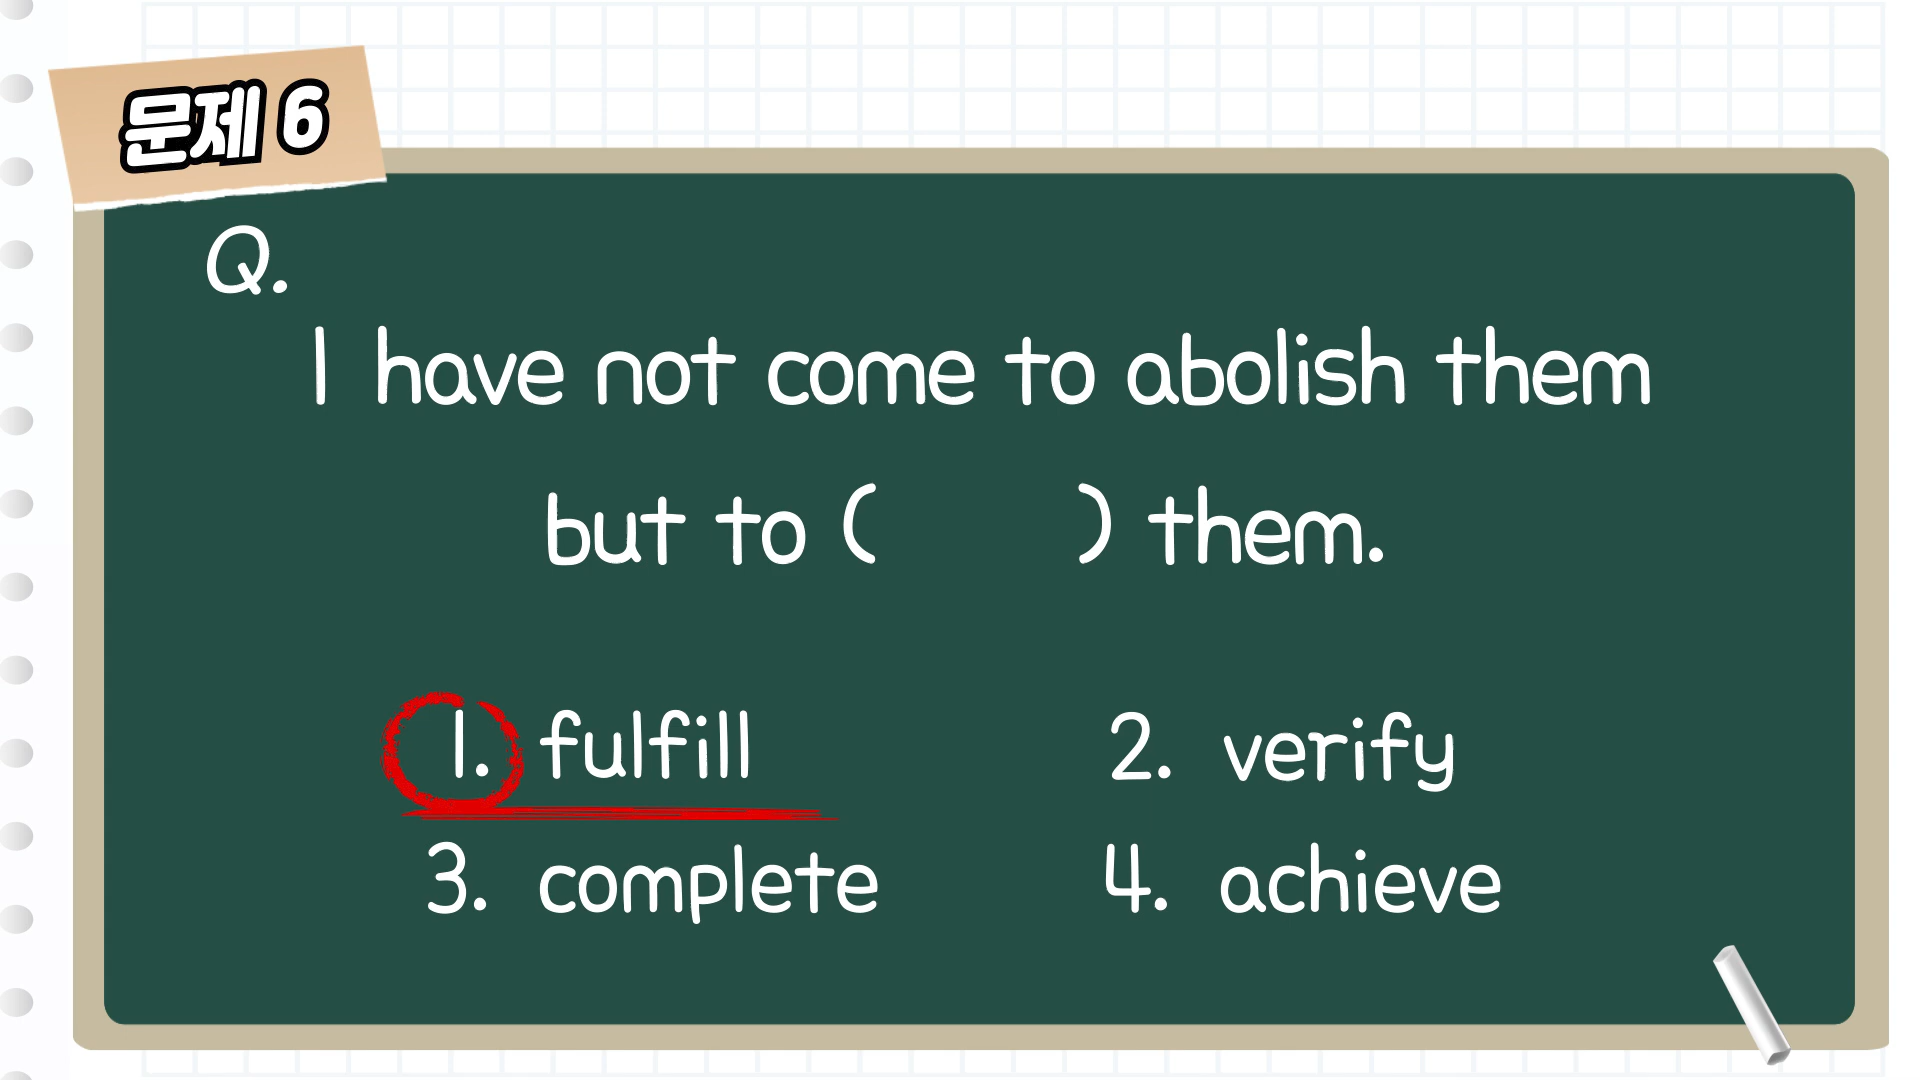 문제 6
Q.
I have not come to abolish them
but to ( ) them.
1. fulfill
2. verify
3. complete
4. achieve